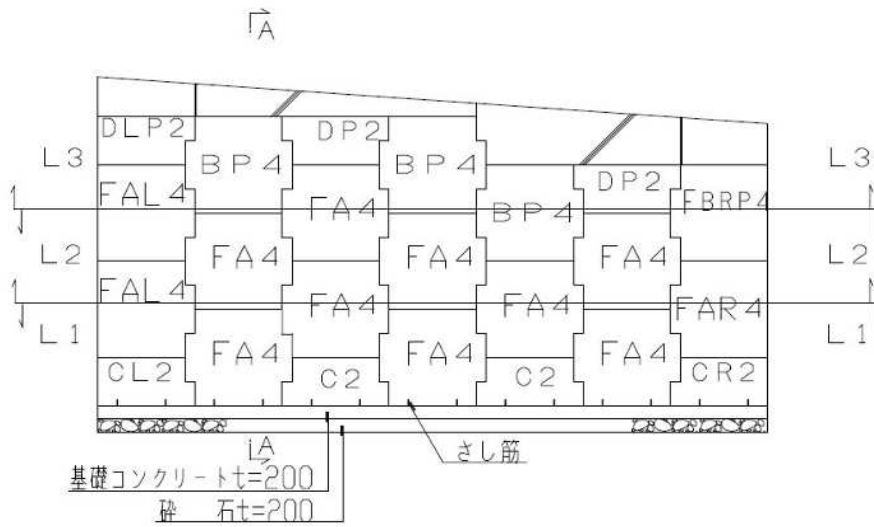 A
DLP2 DP2
L3 BP4 BP4 DP2 L3
FAL4 FA4 BP4 FBRP4
L2 FA4 FA4 FA4 L2
FAL4 FA4 FA4 FAR4
L1 FA4 FA4 FA4 L1
CL2 C2 C2 CR2
A
さし筋
基礎コンクリートt=200
砕 石t=200